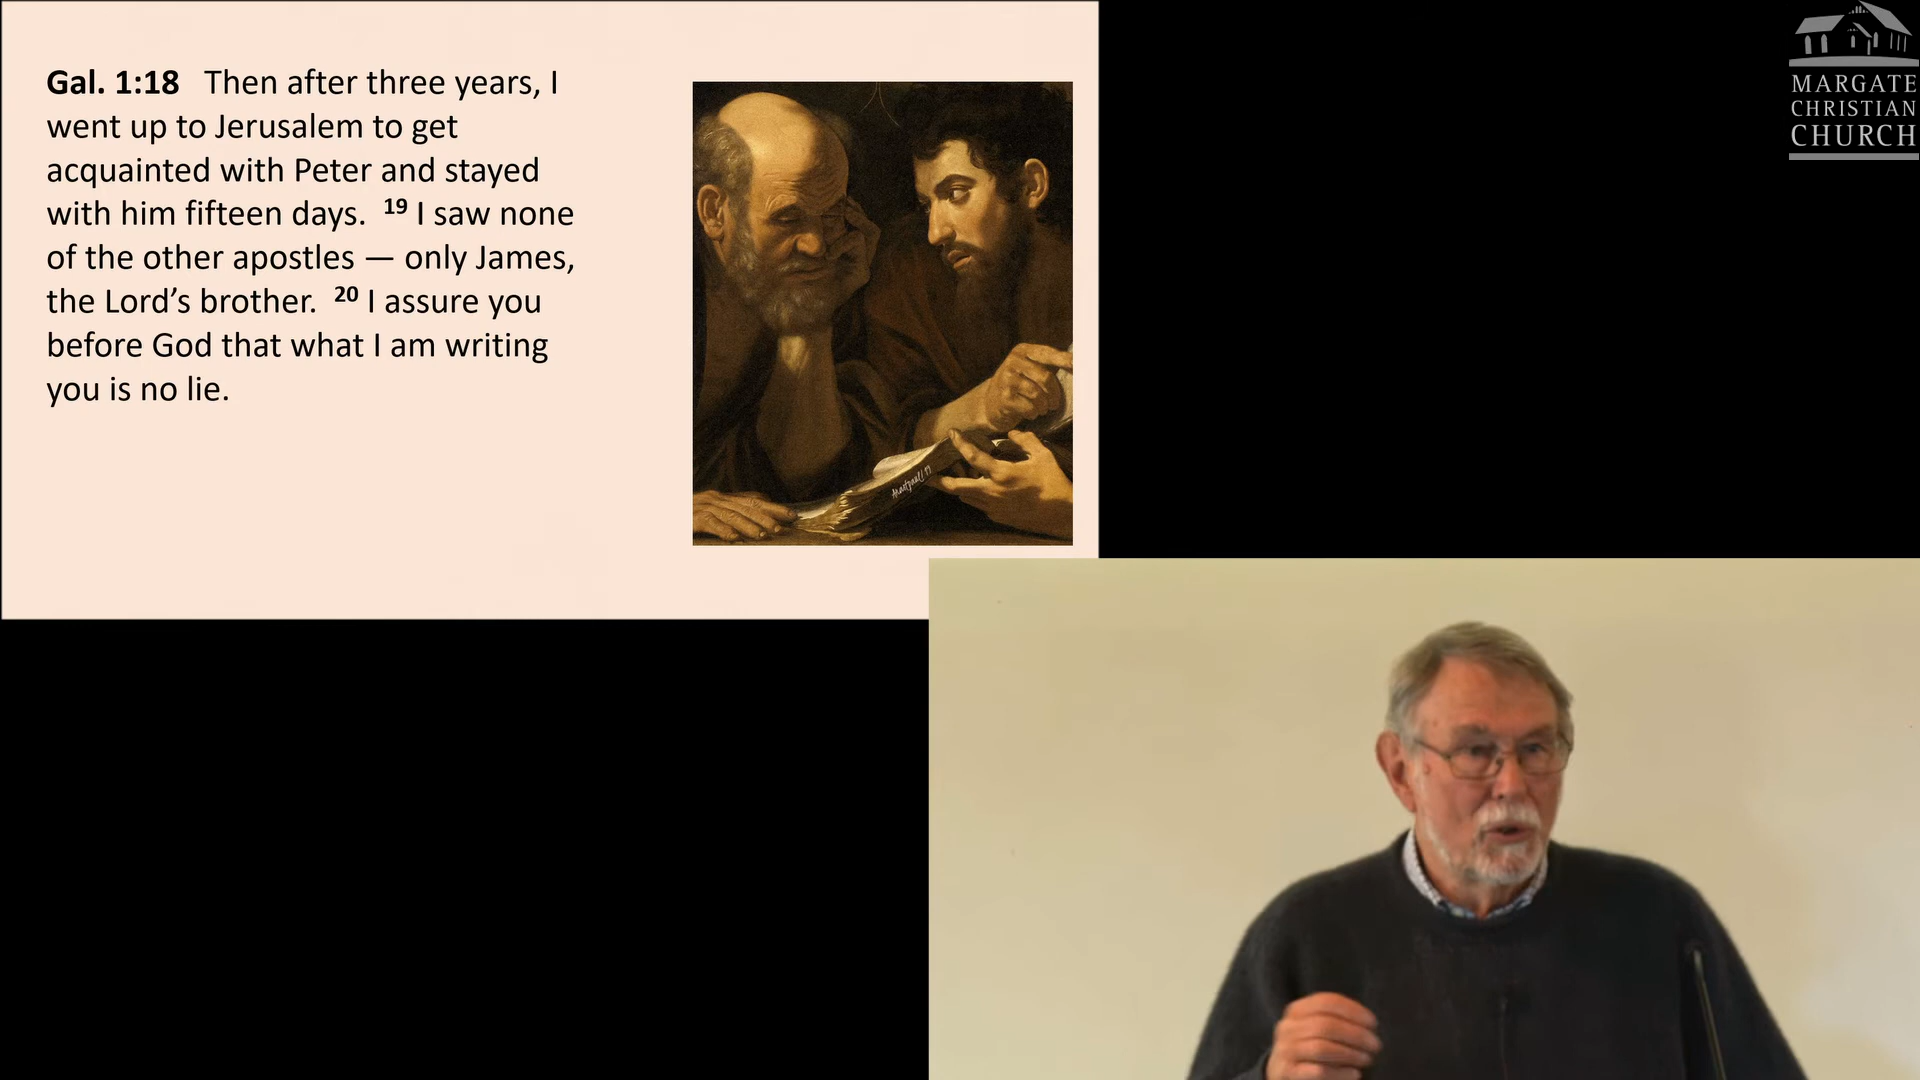 Gal. 1:18 Then after three years, I
went up to Jerusalem to get
acquainted with Peter and stayed
with him fifteen days. 19 I saw none
of the other apostles — only James,
the Lord’s brother. 20 I assure you
before God that what I am writing
you is no lie.
MARGATE
CHRISTIAN
CHURCH